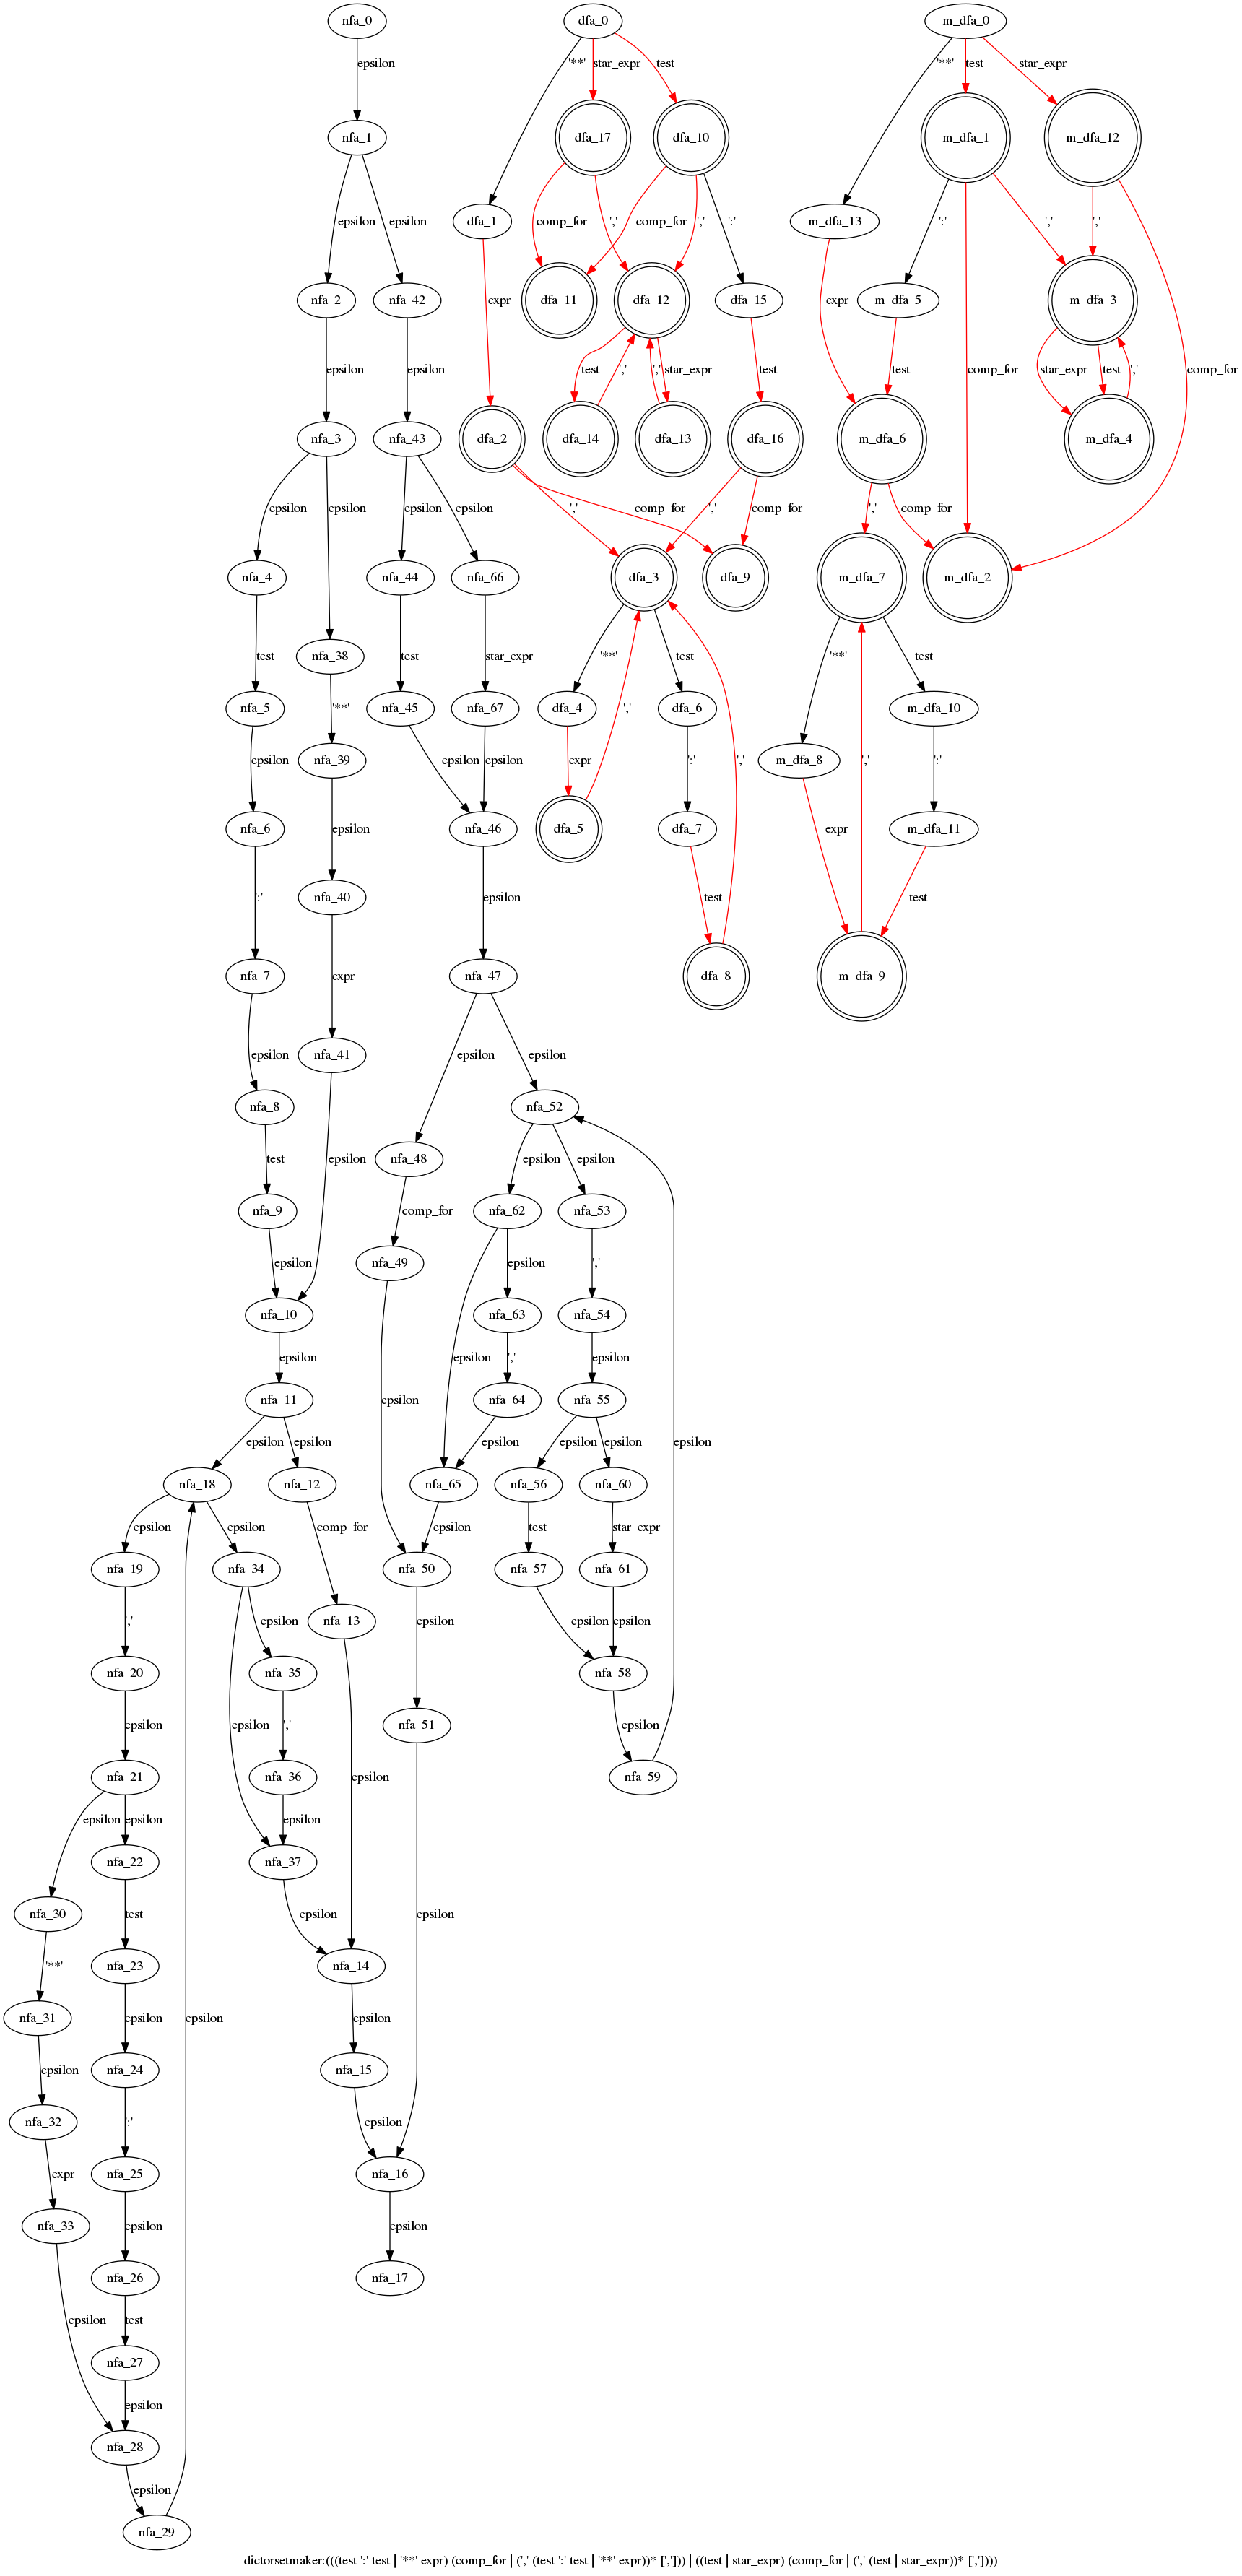 nfa_0 dfa_0 m_dfa_0
epsilon '**' star_expr test '**' test star_expr
nfa_1 dfa_17 dfa_10 m_dfa_1 m_dfa_12
epsilon epsilon dfa_1 comp_for ',' comp_for ',' ':' m_dfa_13 ':' ',' ','
nfa_2 nfa_42 dfa_11 dfa_12 dfa_15 m_dfa_5 m_dfa_3
expr expr
epsilon epsilon test ',' ',' star_expr test test comp_for star_expr test ',' comp_for
nfa_3 nfa_43 dfa_2 dfa_14 dfa_13 dfa_16 m_dfa_6 m_dfa_4
epsilon epsilon epsilon epsilon ',' comp_for ',' comp_for ',' comp_for
nfa_4 nfa_44 nfa_66 dfa_3 dfa_9 m_dfa_7 m_dfa_2
test nfa_38 test star_expr '**' test '**' test
nfa_5 '**' nfa_45 nfa_67 dfa_4 ',' dfa_6 m_dfa_10
epsilon nfa_39 epsilon epsilon expr ':' ',' m_dfa_8 ',' ':'
nfa_6 epsilon nfa_46 dfa_5 dfa_7 expr m_dfa_11
':' nfa_40 epsilon test test
nfa_7 expr nfa_47 dfa_8 m_dfa_9
epsilon nfa_41 epsilon epsilon
nfa_8 nfa_52
test epsilon nfa_48 epsilon epsilon
nfa_9 comp_for nfa_62 nfa_53
epsilon nfa_49 epsilon ','
nfa_10 nfa_63 nfa_54
epsilon epsilon ',' epsilon
nfa_11 epsilon nfa_64 nfa_55
epsilon epsilon epsilon epsilon epsilon epsilon
nfa_18 nfa_12 nfa_65 nfa_56 nfa_60
epsilon epsilon comp_for epsilon test star_expr
nfa_19 nfa_34 nfa_50 nfa_57 nfa_61
',' epsilon nfa_13 epsilon epsilon epsilon
nfa_20 nfa_35 nfa_58
epsilon epsilon ',' nfa_51 epsilon
nfa_21 nfa_36 epsilon nfa_59
epsilon epsilon epsilon
nfa_22 nfa_37
nfa_30 test epsilon epsilon
'**' nfa_23 nfa_14
nfa_31 epsilon epsilon epsilon
epsilon nfa_24 nfa_15
nfa_32 ':' epsilon
expr nfa_25 nfa_16
nfa_33 epsilon epsilon
nfa_26 nfa_17
epsilon test
nfa_27
epsilon
nfa_28
epsilon
nfa_29
dictorsetmaker:(((test ':' test | '**' expr) (comp_for | (',' (test ':' test | '**' expr))* [','])) | ((test | star_expr) (comp_for | (',' (test | star_expr))* [','])))